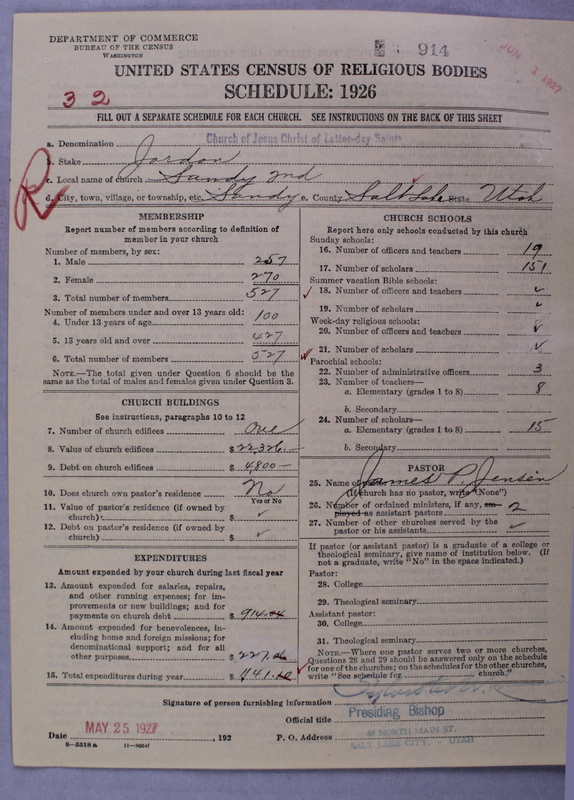 DEPARTMENT OF COMMERCE
BUREAU OF THE CENSUS
WASHINGTON
914
JUN 1 1927
UNITED STATES CENSUS OF RELIGIOUS BODIES
SCHEDULE: 1926
32
FILL OUT A SEPARATE SCHEDULE FOR EACH CHURCH. SEE INSTRUCTIONS ON THE BACK OF THIS SHEET
a. Denomination Church of Jesus Christ of Latter-day Saints
b. Stake Jordan
c. Local name of church Sandy 2nd
R
d. City, town, village, or township, etc. Sandy e. County Salt Lake State Utah
MEMBERSHIP
Report number of members according to definition of member in your church
Number of members, by sex:
1. Male 257
2. Female 270
3. Total number of members 527
Number of members under and over 13 years old:
4. Under 13 years of age 100
5. 13 years old and over 427
6. Total number of members 527
NOTE.—The total given under Question 6 should be the same as the total of males and females given under Question 3.
CHURCH BUILDINGS
See instructions, paragraphs 10 to 12
7. Number of church edifices One
8. Value of church edifices $ 22326.—
9. Debt on church edifices $ 4,800—
10. Does church own pastor's residence No
Yes or No
11. Value of pastor's residence (if owned by church): $ ✓
12. Debt on pastor's residence (if owned by church) $ ✓
EXPENDITURES
Amount expended by your church during last fiscal year
13. Amount expended for salaries, repairs, and other running expenses; for improvements or new buildings; and for payments on church debt $ 914.
14. Amount expended for benevolences, including home and foreign missions; for denominational support; and for all other purposes $ 227.
15. Total expenditures during year $ 1141.
CHURCH SCHOOLS
Report here only schools conducted by this church
Sunday schools:
16. Number of officers and teachers 19
17. Number of scholars 151
Summer vacation Bible schools:
18. Number of officers and teachers ✓
19. Number of scholars ✓
Week-day religious schools:
20. Number of officers and teachers ✓
21. Number of scholars ✓
Parochial schools:
22. Number of administrative officers 3
23. Number of teachers—
a. Elementary (grades 1 to 8) 8
b. Secondary
24. Number of scholars—
a. Elementary (grades 1 to 8) 15
b. Secondary
PASTOR
25. Name of James P. Jensen
(If church has no pastor, write "None")
26. Number of ordained ministers, if any, employed as assistant pastors 2
27. Number of other churches served by the pastor or his assistants ✓
If pastor (or assistant pastor) is a graduate of a college or theological seminary, give name of institution below. (If not a graduate, write "No" in the space indicated.)
Pastor:
28. College
29. Theological seminary
Assistant pastor:
30. College
31. Theological seminary
NOTE.—Where one pastor serves two or more churches, Questions 28 and 29 should be answered only on the schedule for one of the churches; on the schedules for the other churches, write "See schedule for church."
Signature of person furnishing information
Official title Presiding Bishop
Date MAY 25 1927, 192 P. O. Address 40 NORTH MAIN ST.
SALT LAKE CITY, UTAH